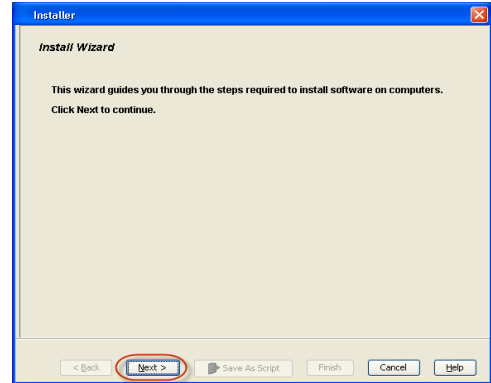 Installer
Install Wizard
This wizard guides you through the steps required to install software on computers.
Click Next to continue.
< Back Next > Save As Script Finish Cancel Help